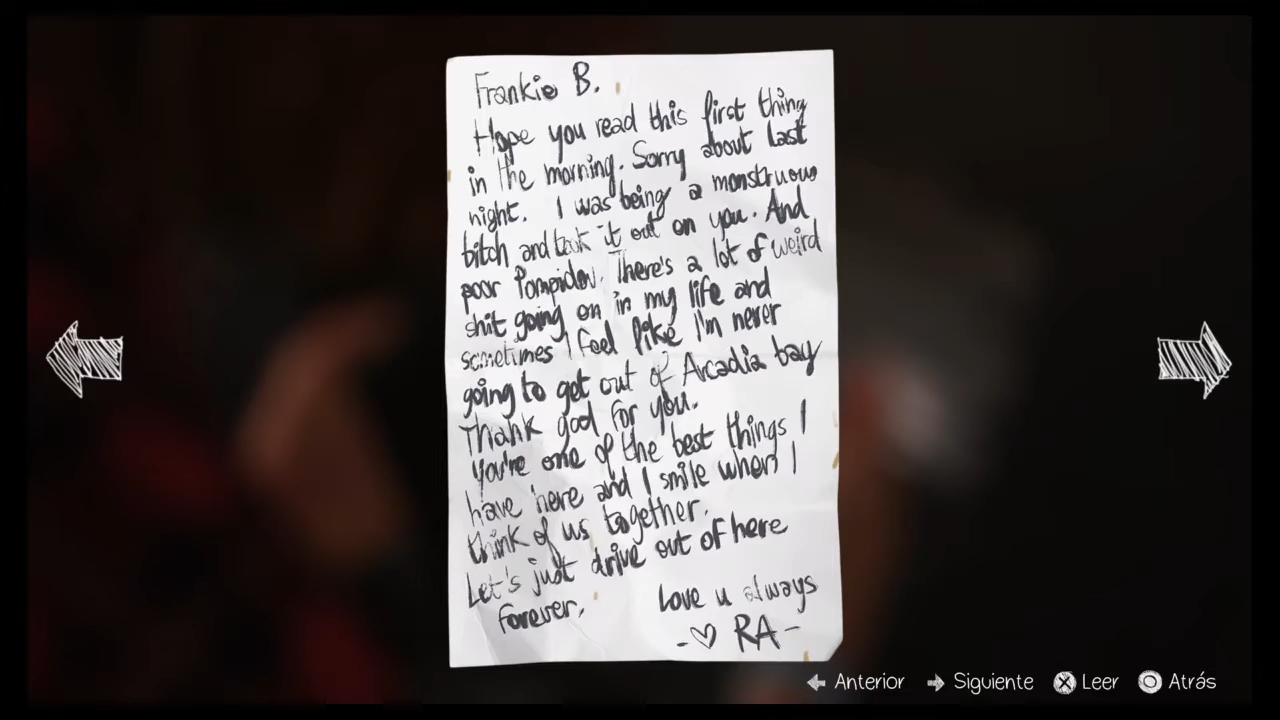 Frankie B.
Hope you read this first thing
in the morning. Sorry about last
night. I was being a monstruous
bitch and took it out on you. And
poor Pompidou. There's a lot of weird
shit going on in my life and
sometimes I feel like I'm never
going to get out of Arcadia bay
Thank god for you.
You're one of the best things I
have here and I smile when I
think of us together.
Let's just drive out of here
forever.
Love u always
-♡ RA-
Anterior Siguiente Leer Atrás